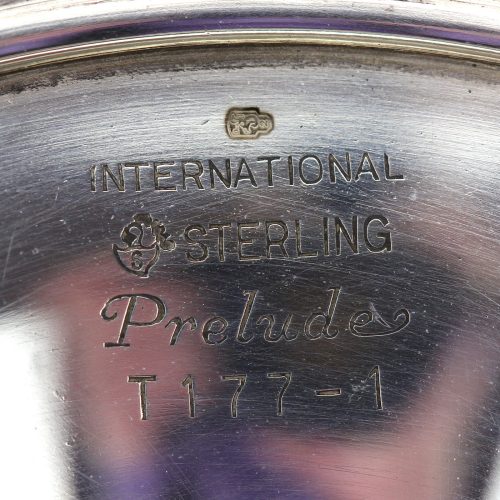 INTERNATIONAL
STERLING
Prelude
T177-1